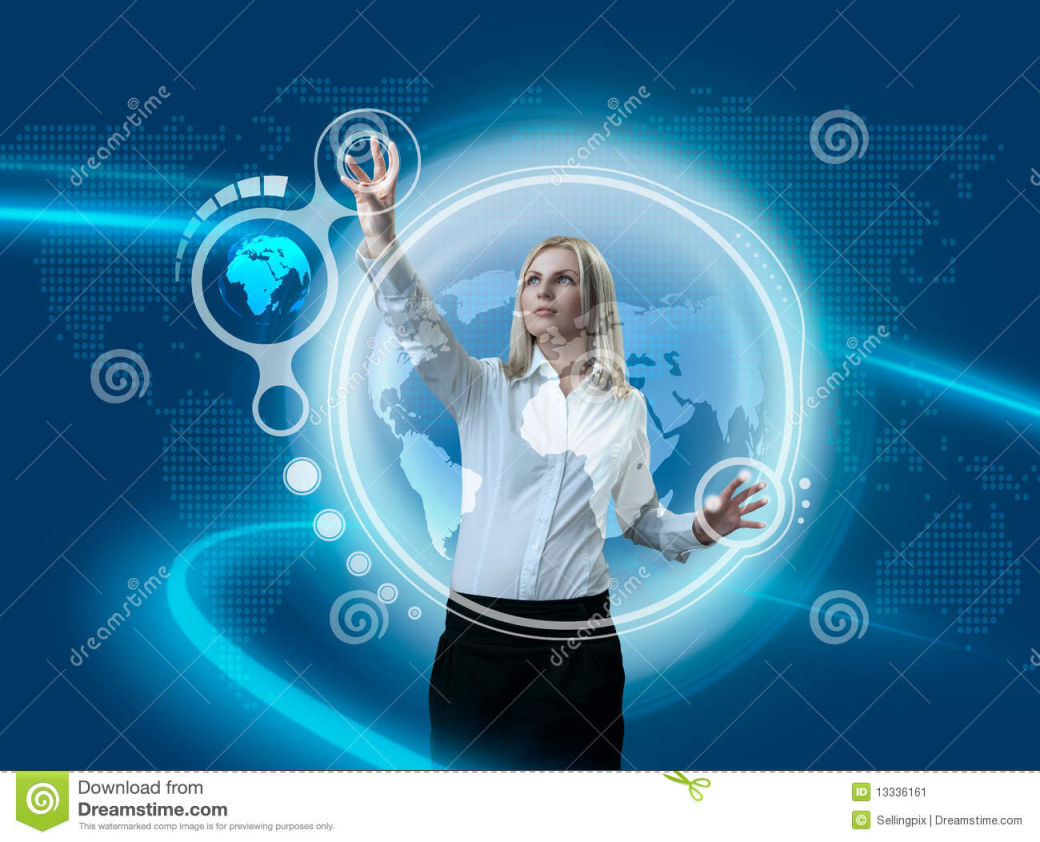 dreamstime
dreamstime
dreamstime
dreamstime
dreamstime
dreamstime
dreamstime
Download from
Dreamstime.com
This watermarked comp image is for previewing purposes only.
ID 13336161
© Sellingpix | Dreamstime.com